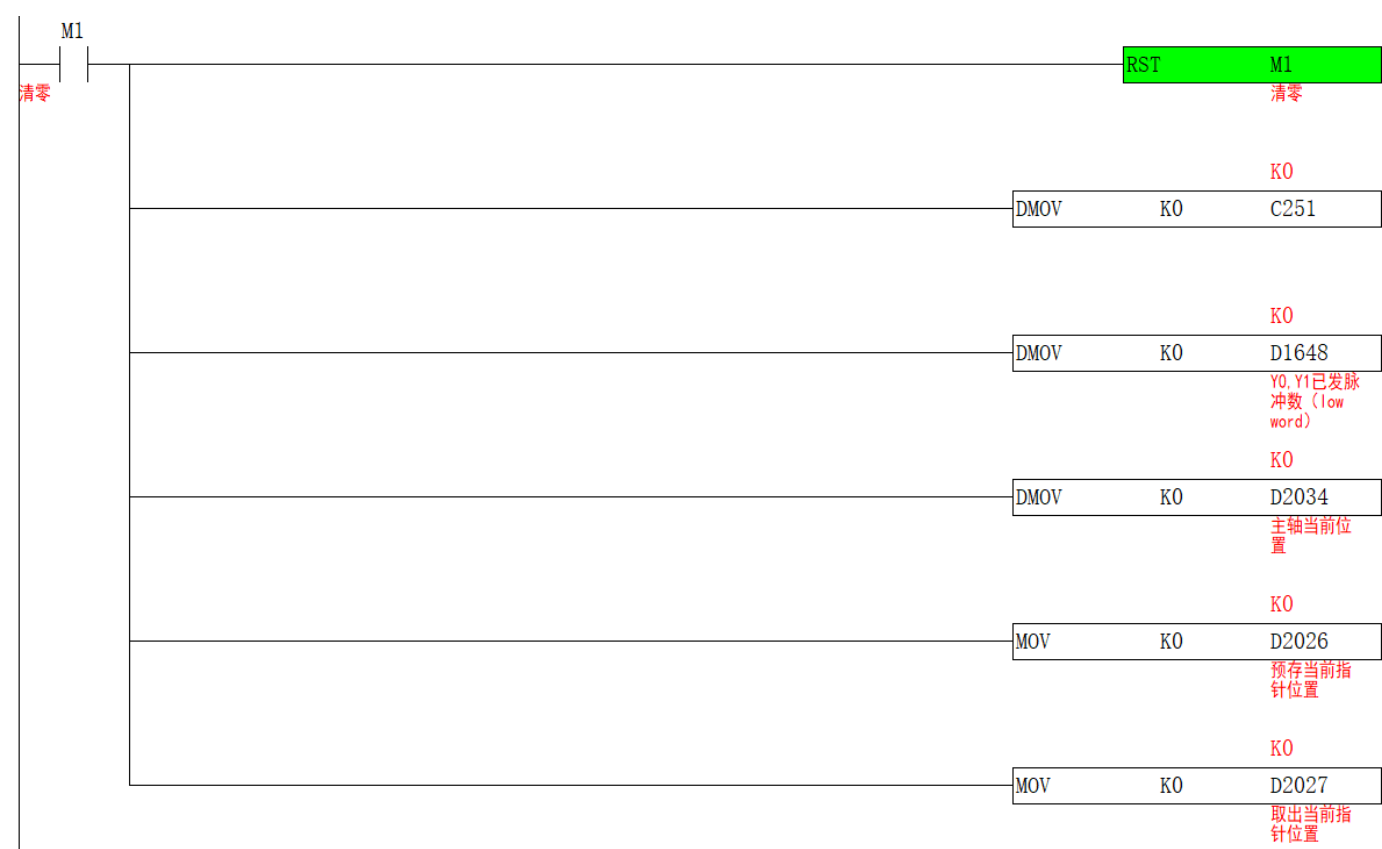 M1
RST M1
清零
清零
K0
DMOV K0 C251
K0
DMOV K0 D1648
Y0,Y1已发脉
冲数（low
word）
K0
DMOV K0 D2034
主轴当前位
置
K0
MOV K0 D2026
预存当前指
针位置
K0
MOV K0 D2027
取出当前指
针位置